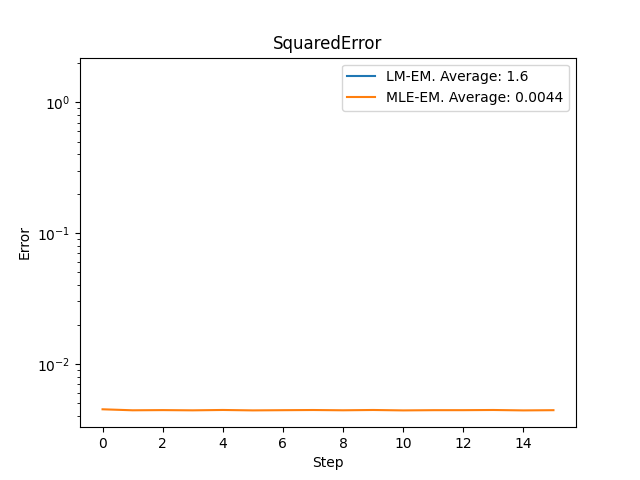 SquaredError
LM-EM. Average: 1.6
MLE-EM. Average: 0.0044
10⁰
10⁻¹
10⁻²
Error
0 2 4 6 8 10 12 14
Step